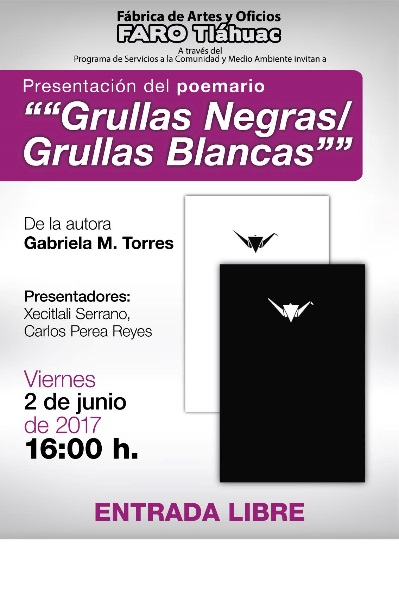 Fábrica de Artes y Oficios
FARO Tláhuac
A través del
Programa de Servicios a la Comunidad y Medio Ambiente invitan a
Presentación del poemario
““Grullas Negras/
Grullas Blancas””
De la autora
Gabriela M. Torres
Presentadores:
Xecitlali Serrano,
Carlos Perea Reyes
Viernes
2 de junio
de 2017
16:00 h.
ENTRADA LIBRE